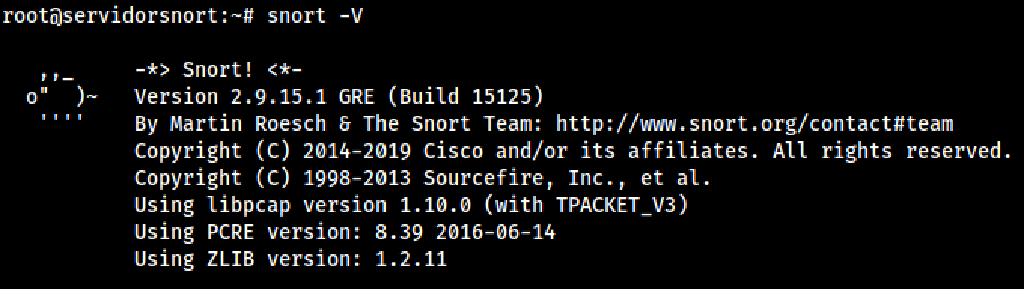 root@servidorsnort:~# snort -V
-*> Snort! <*-
,,_
o"  )~ Version 2.9.15.1 GRE (Build 15125)
'''' By Martin Roesch & The Snort Team: http://www.snort.org/contact#team
Copyright (C) 2014-2019 Cisco and/or its affiliates. All rights reserved.
Copyright (C) 1998-2013 Sourcefire, Inc., et al.
Using libpcap version 1.10.0 (with TPACKET_V3)
Using PCRE version: 8.39 2016-06-14
Using ZLIB version: 1.2.11